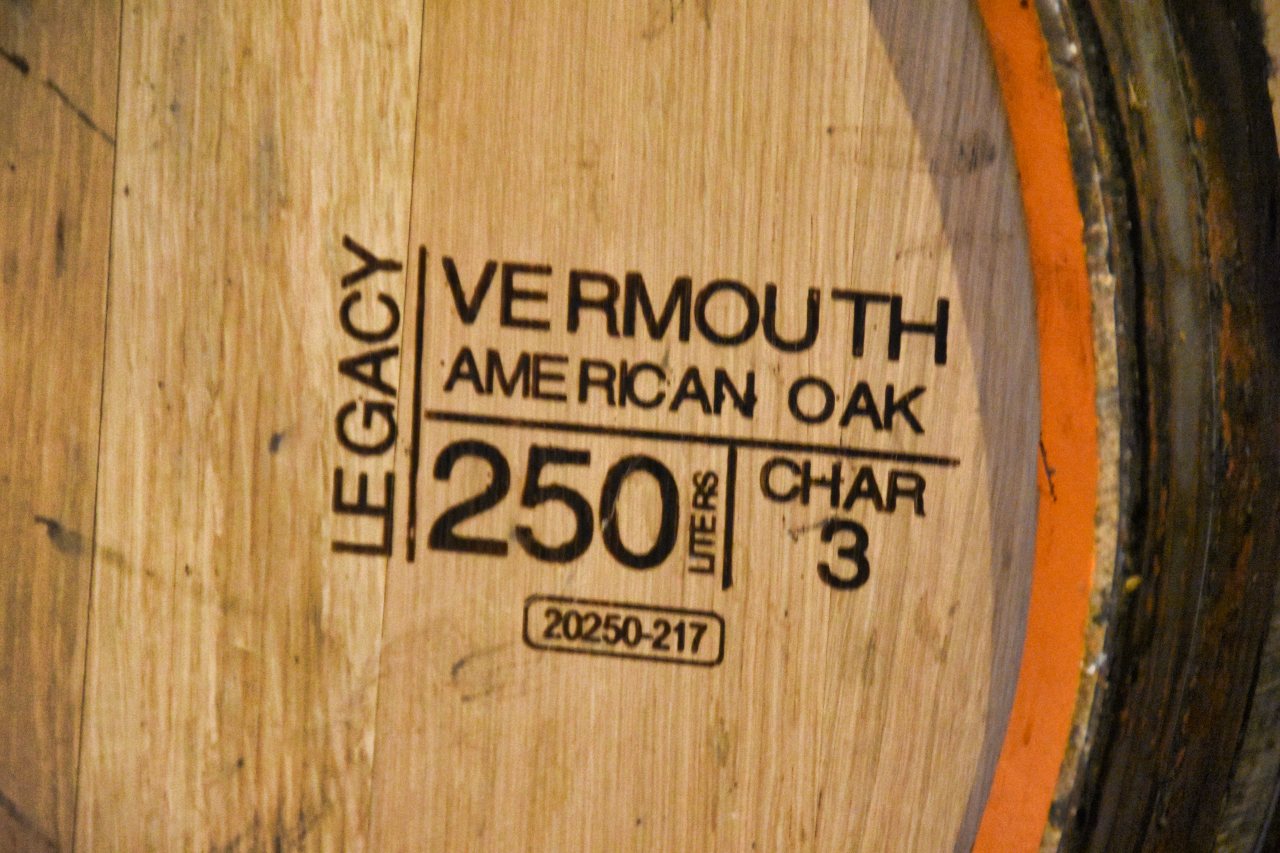 LEGACY
VERMOUTH
AMERICAN OAK
250 LITERS
CHAR
3
20250-217